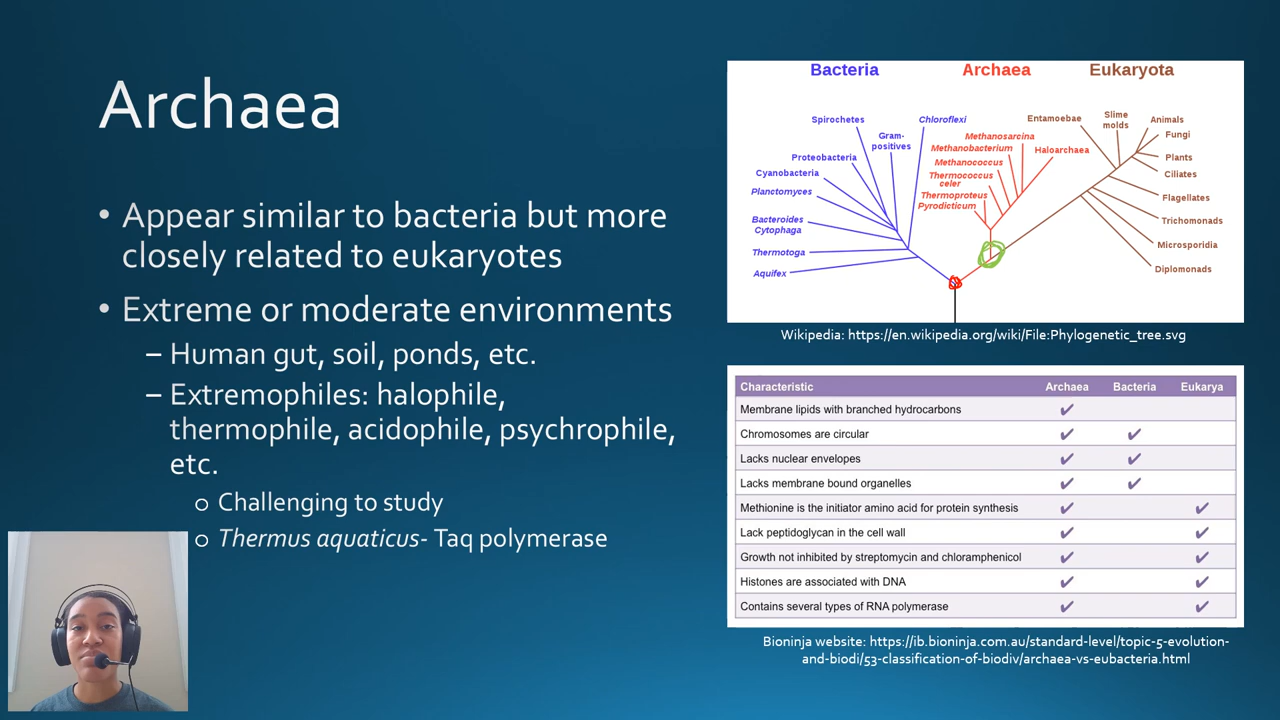 Archaea
• Appear similar to bacteria but more
closely related to eukaryotes
• Extreme or moderate environments
– Human gut, soil, ponds, etc.
– Extremophiles: halophile,
thermophile, acidophile, psychrophile,
etc.
o Challenging to study
o Thermus aquaticus- Taq polymerase
Bacteria Archaea Eukaryota
Spirochetes
Chloroflexi
Gram-
positives
Proteobacteria
Cyanobacteria
Planctomyces
Bacteroides
Cytophaga
Thermotoga
Aquifex
Methanosarcina
Methanobacterium
Haloarchaea
Methanococcus
Thermococcus
celer
Thermoproteus
Pyrodicticum
Entamoebae
Slime
molds
Animals
Fungi
Plants
Ciliates
Flagellates
Trichomonads
Microsporidia
Diplomonads
Wikipedia: https://en.wikipedia.org/wiki/File:Phylogenetic_tree.svg
Characteristic Archaea Bacteria Eukarya
Membrane lipids with branched hydrocarbons ✔
Chromosomes are circular ✔ ✔
Lacks nuclear envelopes ✔ ✔
Lacks membrane bound organelles ✔ ✔
Methionine is the initiator amino acid for protein synthesis ✔ ✔
Lack peptidoglycan in the cell wall ✔ ✔
Growth not inhibited by streptomycin and chloramphenicol ✔ ✔
Histones are associated with DNA ✔ ✔
Contains several types of RNA polymerase ✔ ✔
Bioninja website: https://ib.bioninja.com.au/standard-level/topic-5-evolution-
and-biodi/53-classification-of-biodiv/archaea-vs-eubacteria.html